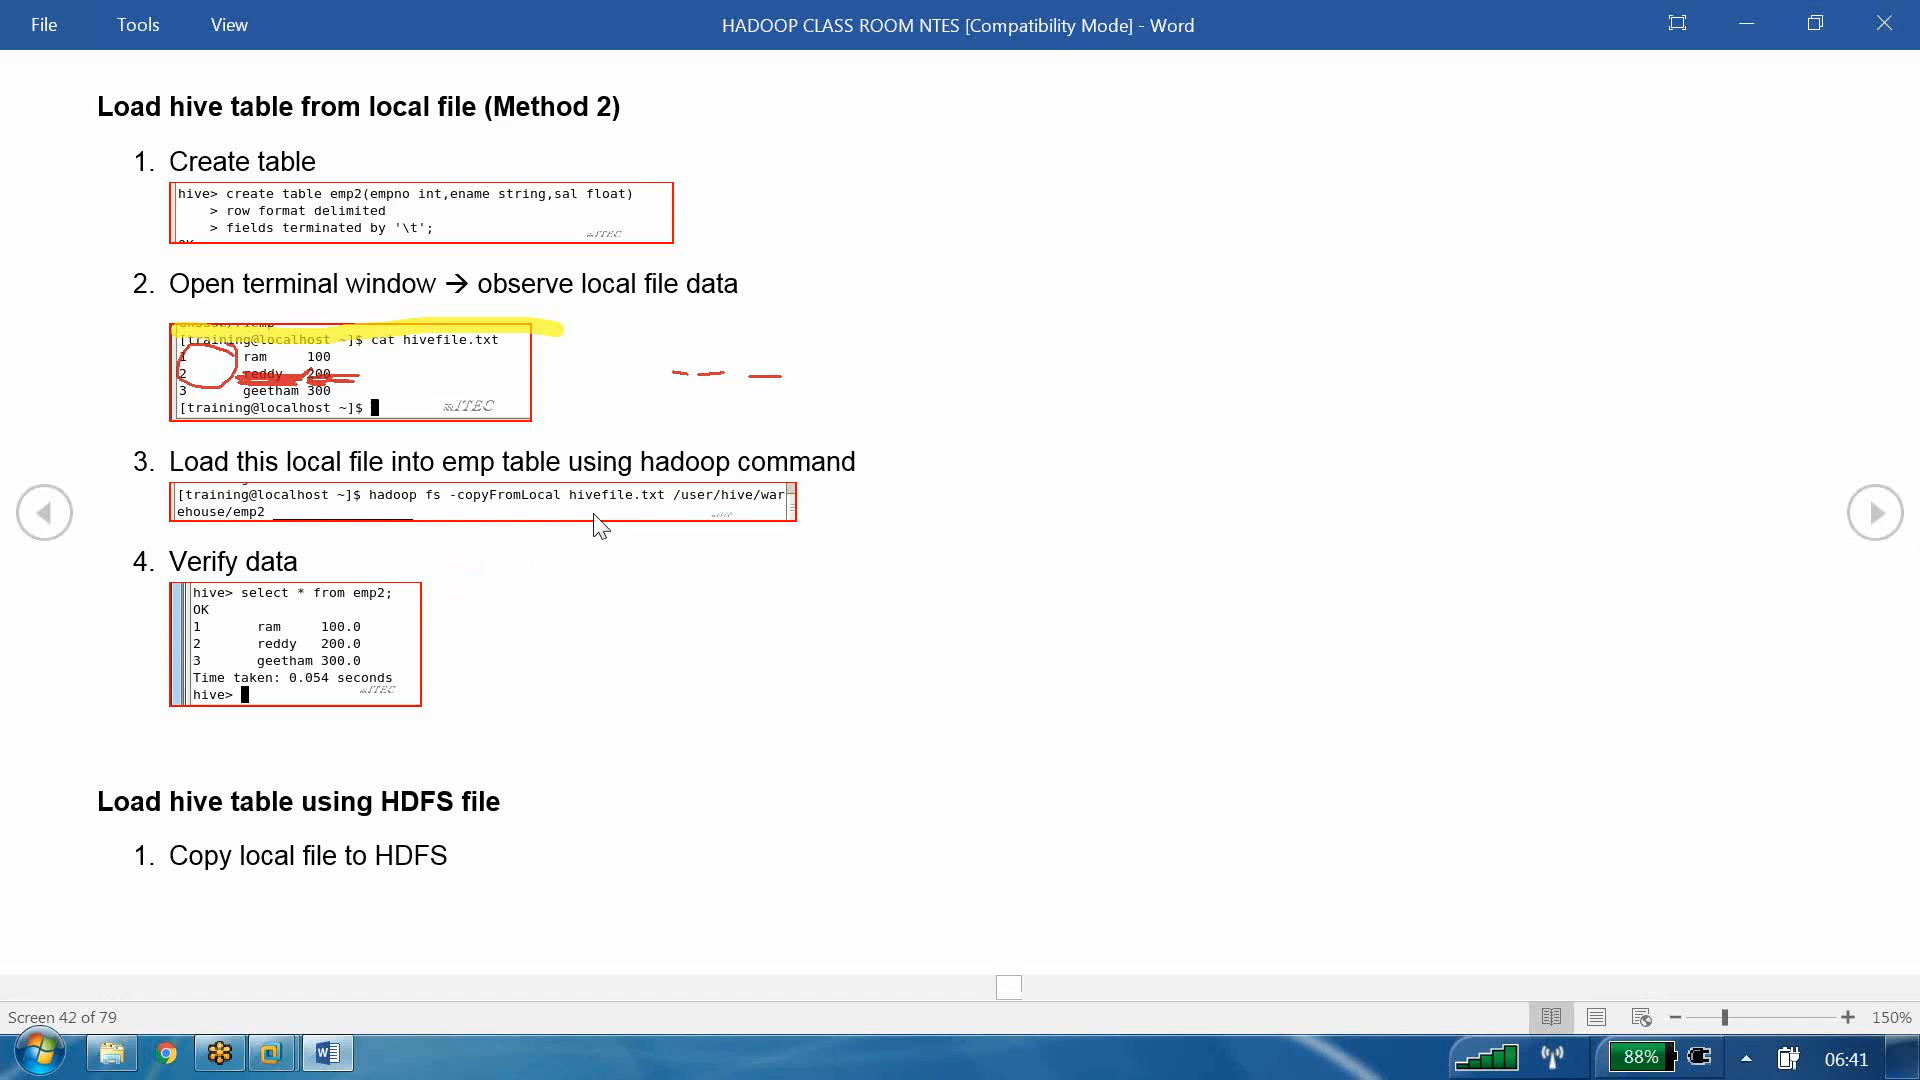 File Tools View HADOOP CLASS ROOM NTES [Compatibility Mode] - Word
Load hive table from local file (Method 2)
1. Create table
hive> create table emp2(empno int,ename string,sal float)
> row format delimited
> fields terminated by '\t';
2. Open terminal window → observe local file data
[training@localhost ~]$ cat hivefile.txt
1 ram 100
2 reddy 200
3 geetham 300
[training@localhost ~]$
3. Load this local file into emp table using hadoop command
[training@localhost ~]$ hadoop fs -copyFromLocal hivefile.txt /user/hive/war
ehouse/emp2
4. Verify data
hive> select * from emp2;
OK
1 ram 100.0
2 reddy 200.0
3 geetham 300.0
Time taken: 0.054 seconds
hive>
Load hive table using HDFS file
1. Copy local file to HDFS
Screen 42 of 79
150%
88%
06:41